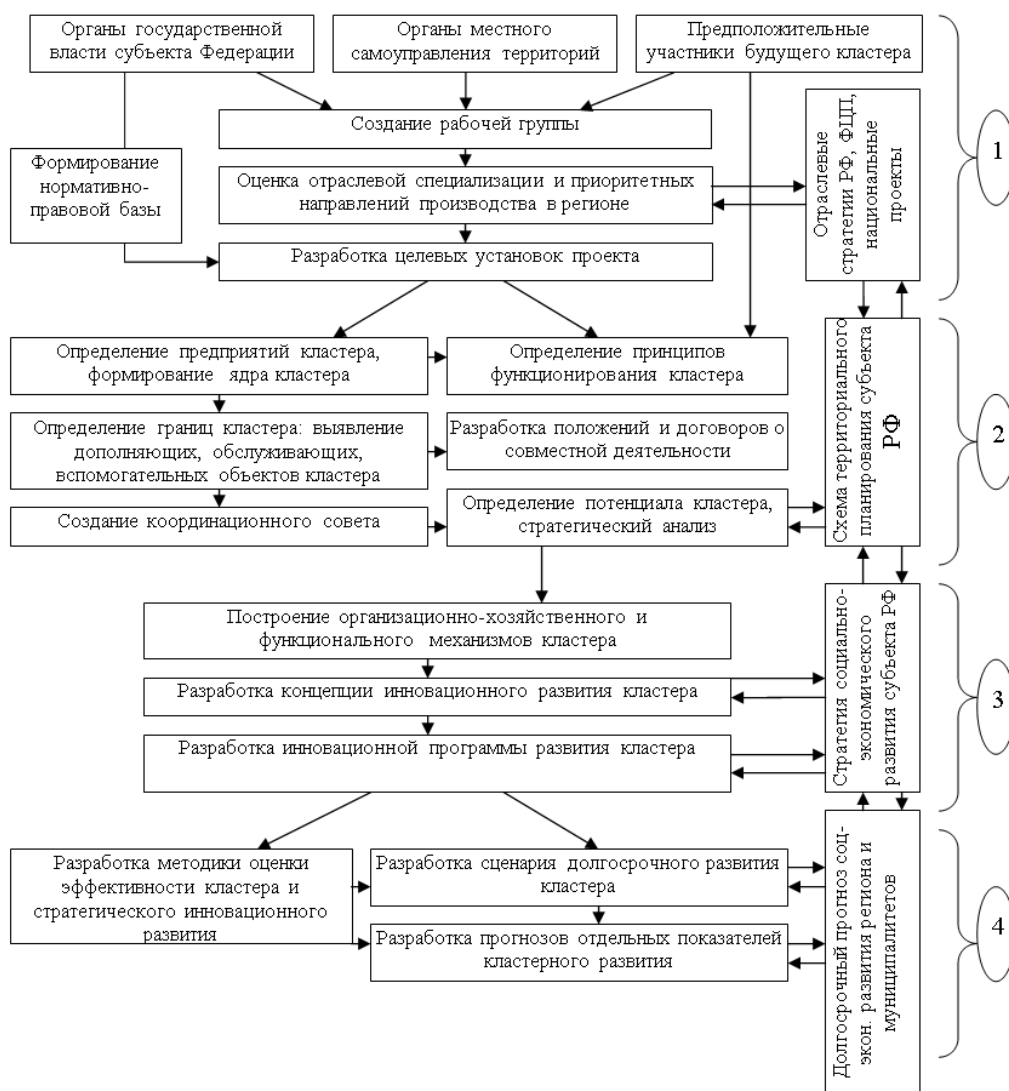 Органы государственной
власти субъекта Федерации
Органы местного
самоуправления территорий
Предположительные
участники будущего кластера
Создание рабочей группы
Формирование
нормативно-
правовой базы
Оценка отраслевой специализации и приоритетных
направлений производства в регионе
Отраслевые
стратегии РФ, ФЦП,
национальные
проекты
1
Разработка целевых установок проекта
Определение предприятий кластера,
формирование ядра кластера
Определение принципов
функционирования кластера
Схема территориального
планирования субъекта
РФ
2
Определение границ кластера: выявление
дополняющих, обслуживающих,
вспомогательных объектов кластера
Разработка положений и договоров о
совместной деятельности
Создание координационного совета
Определение потенциала кластера,
стратегический анализ
Построение организационно-хозяйственного и
функционального механизмов кластера
Разработка концепции инновационного развития кластера
Разработка инновационной программы развития кластера
Стратегия социально-
экономического
развития субъекта РФ
3
Разработка методики оценки
эффективности кластера и
стратегического инновационного
развития
Разработка сценария долгосрочного развития
кластера
Разработка прогнозов отдельных показателей
кластерного развития
Долгосрочный прогноз соц-
экон. развития региона и
муниципалитетов
4